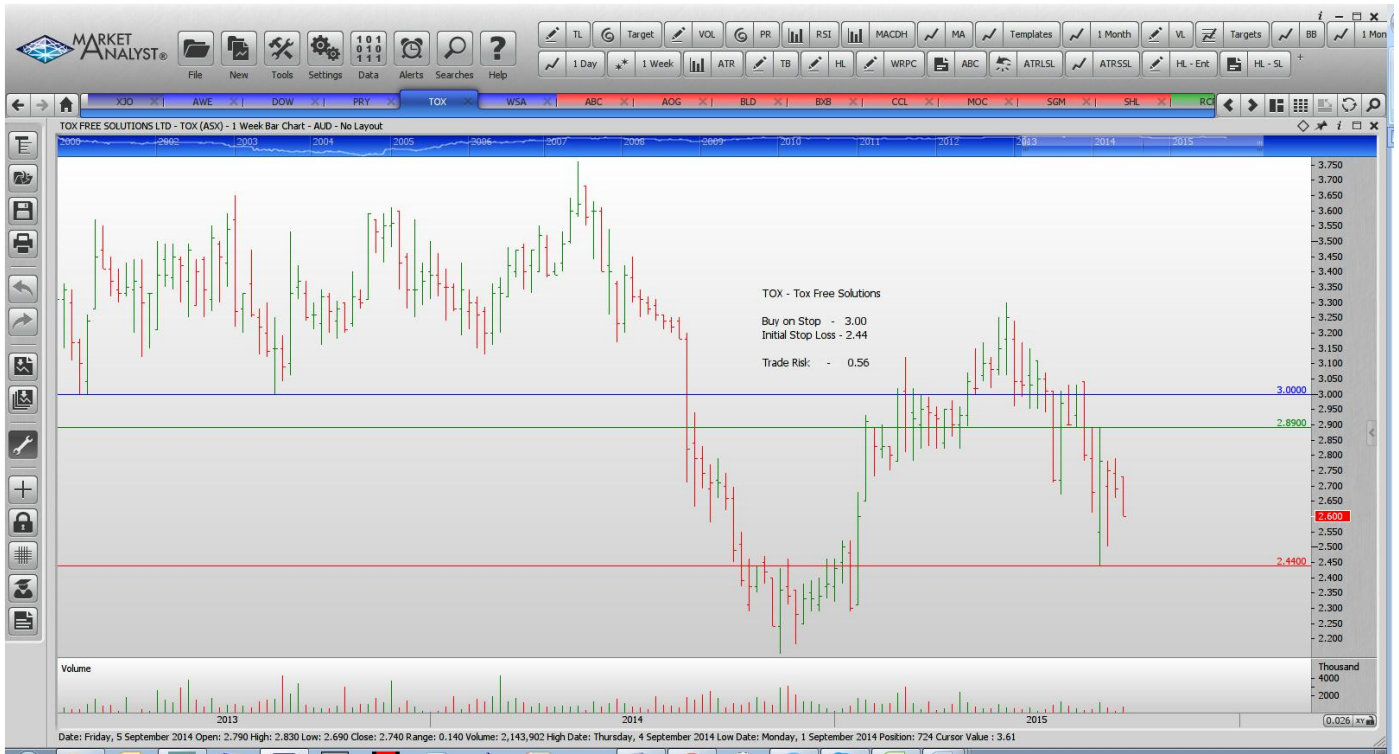 MARKET ANALYST®
File New Tools Settings Data Alerts Searches Help
TL Target VOL PR RSI MACDH MA Templates 1 Month VL Targets BB 1 Mon
1 Day 1 Week ATR TB HL WRPC ABC ATRLSL ATRSSL HL - Ent HL - SL
XJO AWE DOW PRY TOX WSA ABC AOG BLD BXB CCL MOC SGM SHL
TOX FREE SOLUTIONS LTD - TOX (ASX) - 1 Week Bar Chart - AUD - No Layout
2000 2002 2003 2004 2005 2006 2007 2008 2009 2010 2011 2012 2013 2014 2015
3.750
3.700
3.650
3.600
3.550
3.500
3.450
3.400
3.350
3.300
3.250
3.200
3.150
3.100
3.050
3.000
2.950
2.900
2.850
2.800
2.750
2.700
2.650
2.600
2.550
2.500
2.450
2.400
2.350
2.300
2.250
2.200
TOX - Tox Free Solutions
Buy on Stop - 3.00
Initial Stop Loss - 2.44
Trade Risk - 0.56
3.0000
2.8900
2.4400
Volume
Thousand
4000
2000
2013 2014 2015
0.026 XY
Date: Friday, 5 September 2014 Open: 2.790 High: 2.830 Low: 2.690 Close: 2.740 Range: 0.140 Volume: 2,143,902 High Date: Thursday, 4 September 2014 Low Date: Monday, 1 September 2014 Position: 724 Cursor Value : 3.61